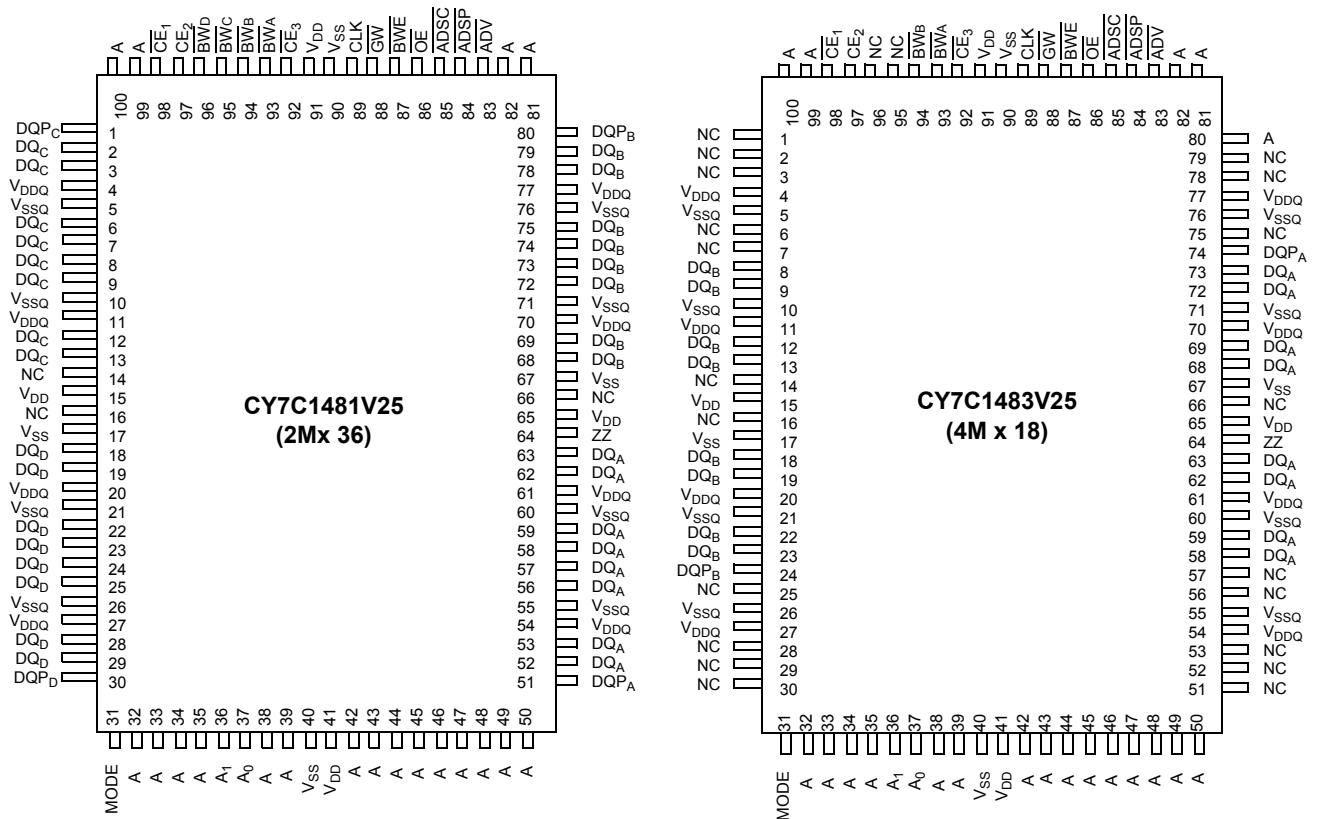 A A CE1 CE2 BWD BWC BWB BWA CE3 VDD VSS CLK GW BWE OE ADSC ADSP ADV A A
100 99 98 97 96 95 94 93 92 91 90 89 88 87 86 85 84 83 82 81
DQPC 1 80 DQPB
DQC 2 79 DQB
DQC 3 78 DQB
VDDQ 4 77 VDDQ
VSSQ 5 76 VSSQ
DQC 6 75 DQB
DQC 7 74 DQB
DQC 8 73 DQB
DQC 9 72 DQB
VSSQ 10 71 VSSQ
VDDQ 11 70 VDDQ
DQC 12 69 DQB
DQC 13 68 DQB
NC 14 67 VSS
VDD 15 66 NC
NC 16 65 VDD
VSS 17 64 ZZ
DQD 18 63 DQA
DQD 19 62 DQA
VDDQ 20 61 VDDQ
VSSQ 21 60 VSSQ
DQD 22 59 DQA
DQD 23 58 DQA
DQD 24 57 DQA
DQD 25 56 DQA
VSSQ 26 55 VSSQ
VDDQ 27 54 VDDQ
DQD 28 53 DQA
DQD 29 52 DQA
DQPD 30 51 DQPA
CY7C1481V25
(2Mx 36)
31 32 33 34 35 36 37 38 39 40 41 42 43 44 45 46 47 48 49 50
MODE A A A A A1 A0 A A VSS VDD A A A A A A A A A
A A CE1 CE2 NC NC BWB BWA CE3 VDD VSS CLK GW BWE OE ADSC ADSP ADV A A
100 99 98 97 96 95 94 93 92 91 90 89 88 87 86 85 84 83 82 81
NC 1 80 A
NC 2 79 NC
NC 3 78 NC
VDDQ 4 77 VDDQ
VSSQ 5 76 VSSQ
NC 6 75 NC
NC 7 74 DQPA
DQB 8 73 DQA
DQB 9 72 DQA
VSSQ 10 71 VSSQ
VDDQ 11 70 VDDQ
DQB 12 69 DQA
DQB 13 68 DQA
NC 14 67 VSS
VDD 15 66 NC
NC 16 65 VDD
VSS 17 64 ZZ
DQB 18 63 DQA
DQB 19 62 DQA
VDDQ 20 61 VDDQ
VSSQ 21 60 VSSQ
DQB 22 59 DQA
DQB 23 58 DQA
DQPB 24 57 NC
NC 25 56 NC
VSSQ 26 55 VSSQ
VDDQ 27 54 VDDQ
NC 28 53 NC
NC 29 52 NC
NC 30 51 NC
CY7C1483V25
(4M x 18)
31 32 33 34 35 36 37 38 39 40 41 42 43 44 45 46 47 48 49 50
MODE A A A A A1 A0 A A VSS VDD A A A A A A A A A